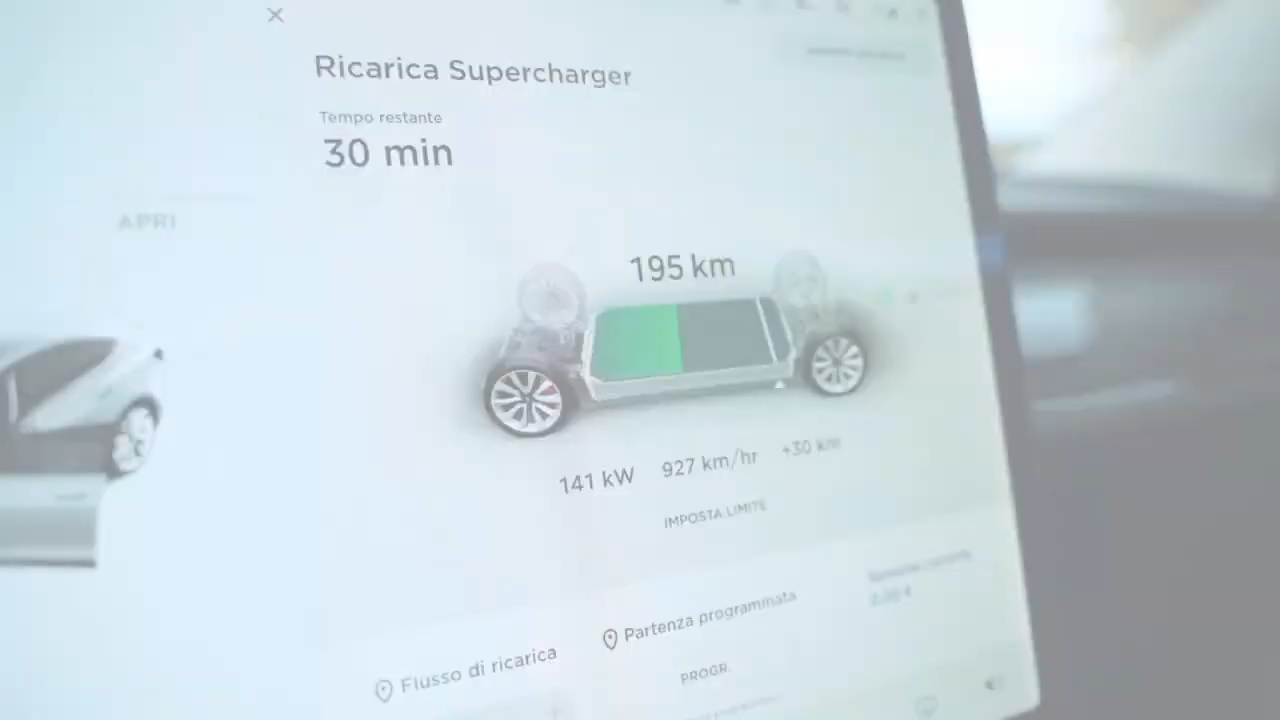 Ricarica Supercharger
Tempo restante
30 min
APRI
195 km
141 kW 927 km/hr +30 km
IMPOSTA LIMITE
Flusso di ricarica
Partenza programmata
PROGR.